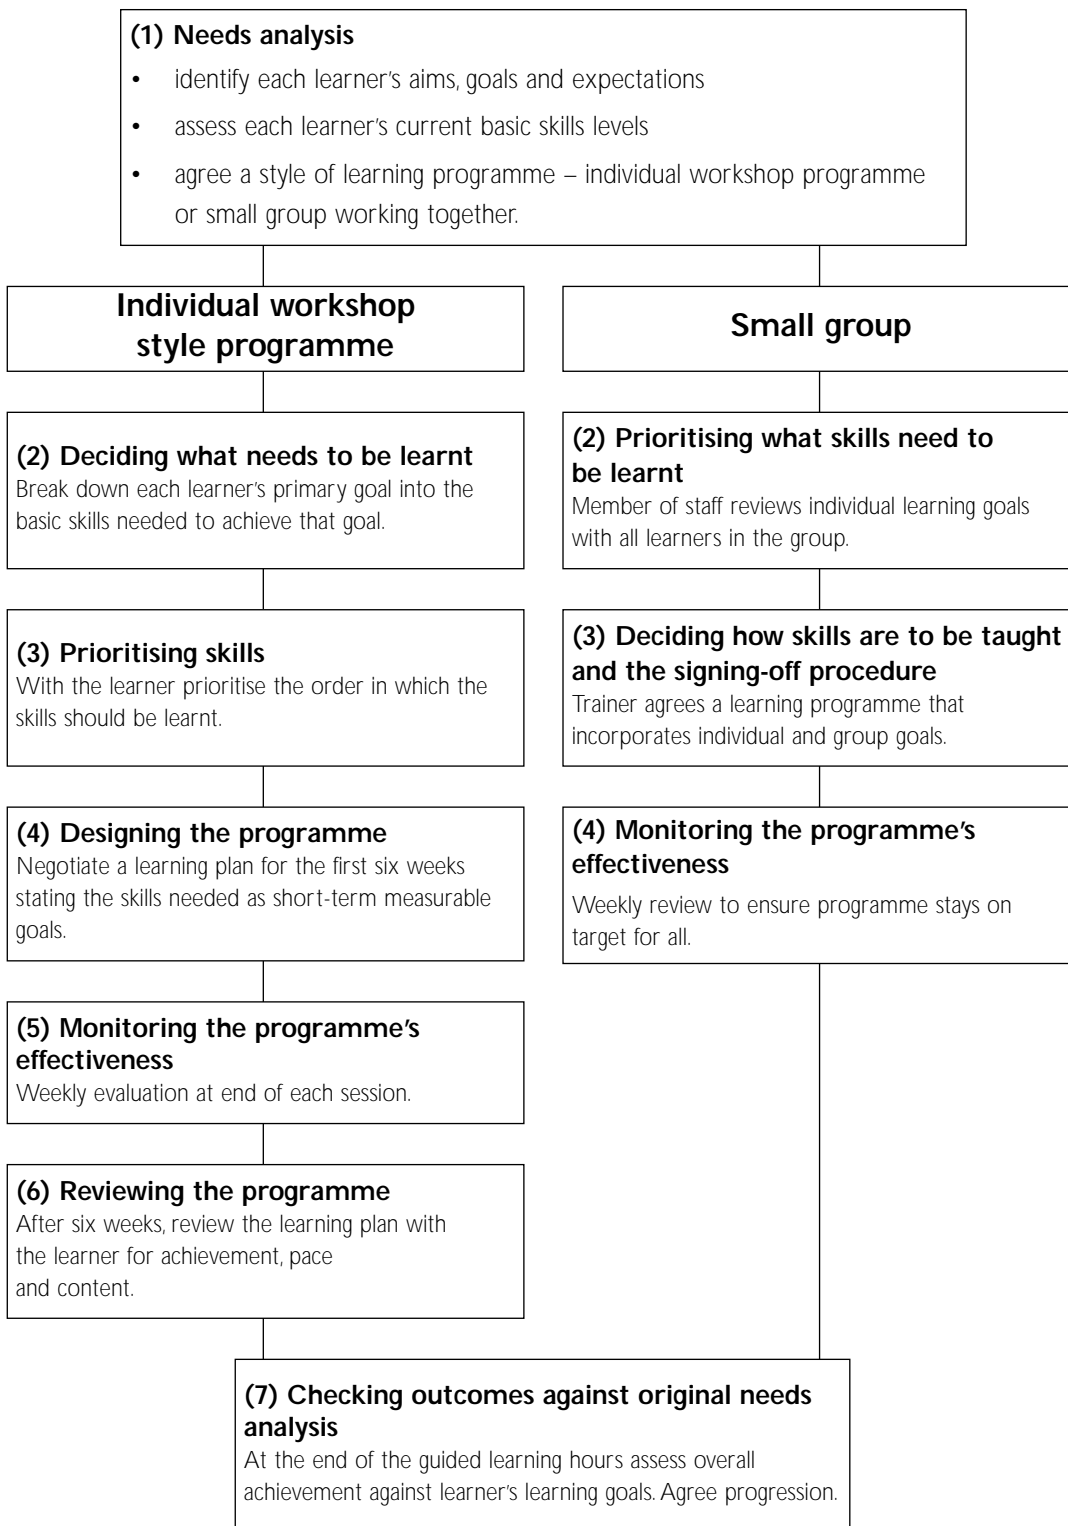 (1) Needs analysis
• identify each learner's aims, goals and expectations
• assess each learner's current basic skills levels
• agree a style of learning programme – individual workshop programme
or small group working together.
Individual workshop
style programme
(2) Deciding what needs to be learnt
Break down each learner's primary goal into the
basic skills needed to achieve that goal.
(3) Prioritising skills
With the learner prioritise the order in which the
skills should be learnt.
(4) Designing the programme
Negotiate a learning plan for the first six weeks
stating the skills needed as short-term measurable
goals.
(5) Monitoring the programme's
effectiveness
Weekly evaluation at end of each session.
(6) Reviewing the programme
After six weeks, review the learning plan with
the learner for achievement, pace
and content.
Small group
(2) Prioritising what skills need to
be learnt
Member of staff reviews individual learning goals
with all learners in the group.
(3) Deciding how skills are to be taught
and the signing-off procedure
Trainer agrees a learning programme that
incorporates individual and group goals.
(4) Monitoring the programme's
effectiveness
Weekly review to ensure programme stays on
target for all.
(7) Checking outcomes against original needs
analysis
At the end of the guided learning hours assess overall
achievement against learner's learning goals. Agree progression.